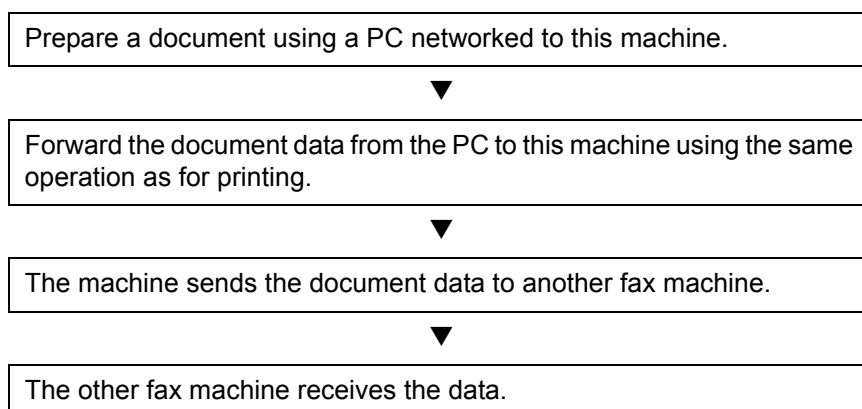 Prepare a document using a PC networked to this machine.
▼
Forward the document data from the PC to this machine using the same
operation as for printing.
▼
The machine sends the document data to another fax machine.
▼
The other fax machine receives the data.